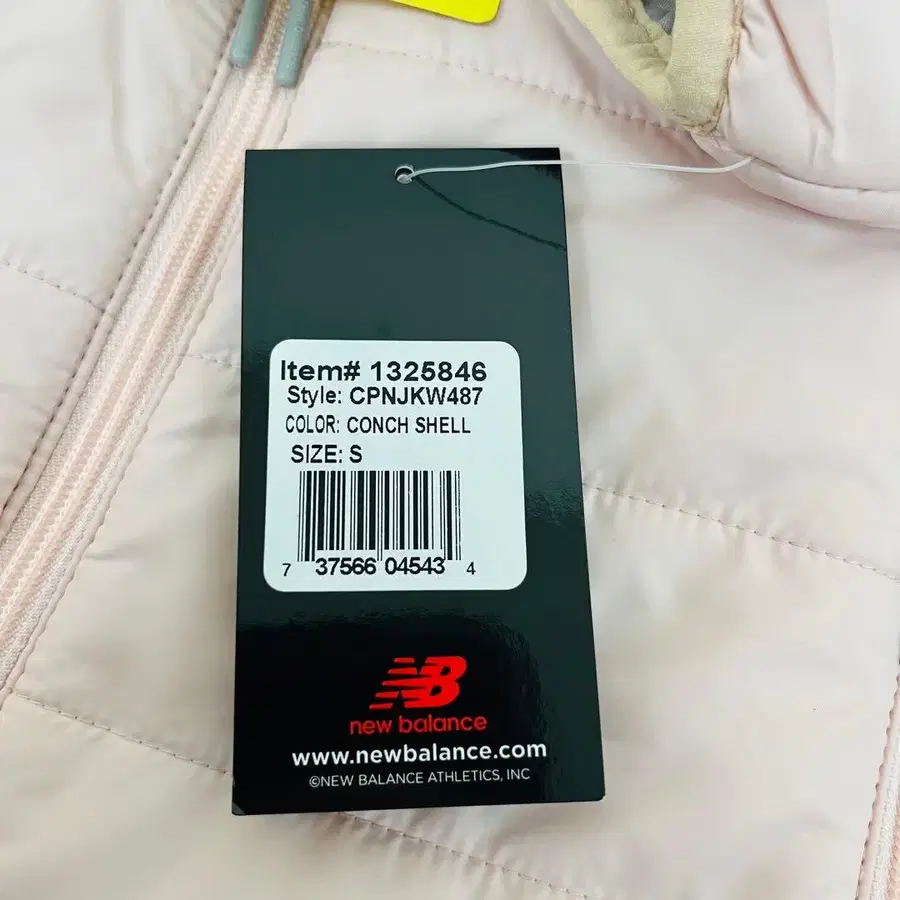 Item# 1325846
Style: CPNJKW487
COLOR: CONCH SHELL
SIZE: S
7 37566 04543 4
NB
new balance
www.newbalance.com
©NEW BALANCE ATHLETICS, INC